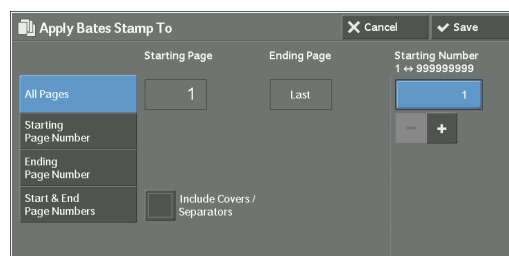 Apply Bates Stamp To
Cancel
Save
Starting Page
Ending Page
Starting Number
1 ↔ 999999999
All Pages
1
Last
1
Starting
Page Number
− +
Ending
Page Number
Start & End
Page Numbers
Include Covers /
Separators